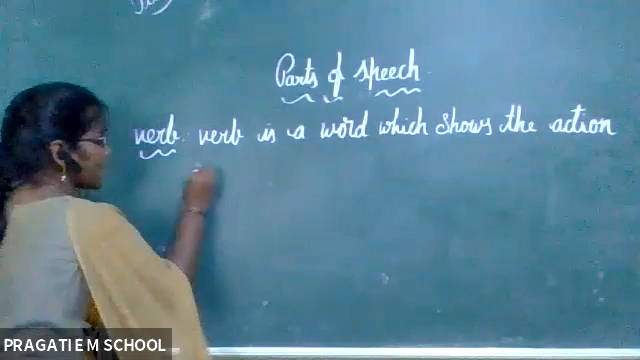 Parts of speech
verb: verb is a word which shows the action
PRAGATI E M SCHOOL